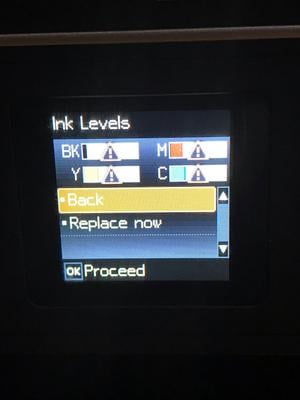 Ink Levels
BK M
Y C
Back
Replace now
OK Proceed